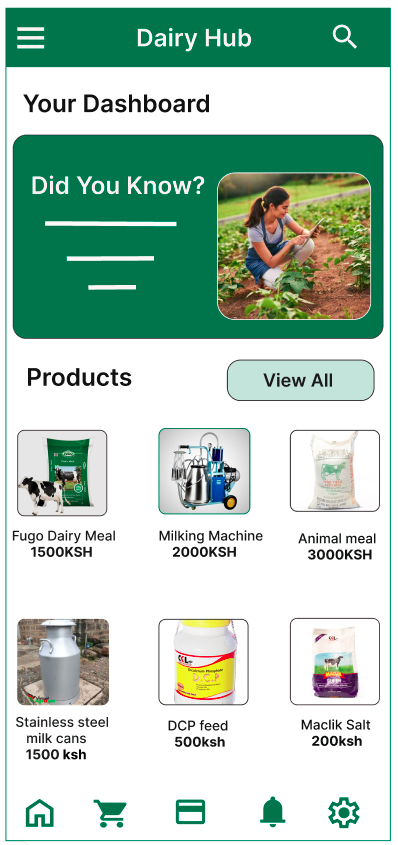 Dairy Hub
Your Dashboard
Did You Know?
Products
View All
Fugo Dairy Meal
1500KSH
Milking Machine
2000KSH
Animal meal
3000KSH
Stainless steel
milk cans
1500 ksh
DCP feed
500ksh
Maclik Salt
200ksh